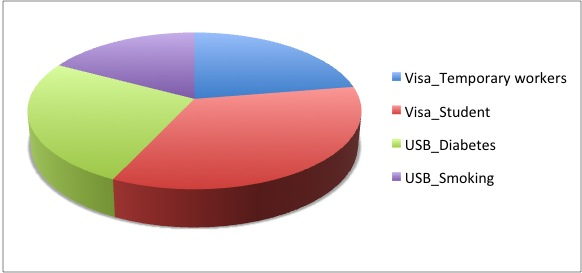 Visa_Temporary workers
Visa_Student
USB_Diabetes
USB_Smoking